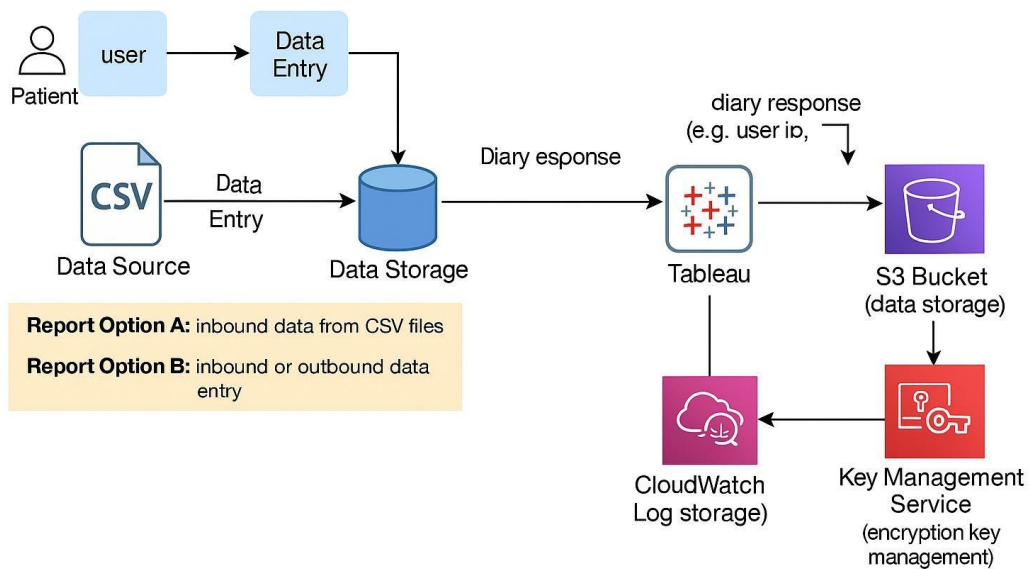 user
Data
Entry
Patient
CSV
Data
Entry
Data Source
Data Storage
Diary esponse
Tableau
diary response
(e.g. user ip,
S3 Bucket
(data storage)
Report Option A: inbound data from CSV files
Report Option B: inbound or outbound data
entry
CloudWatch
Log storage)
Key Management
Service
(encryption key
management)